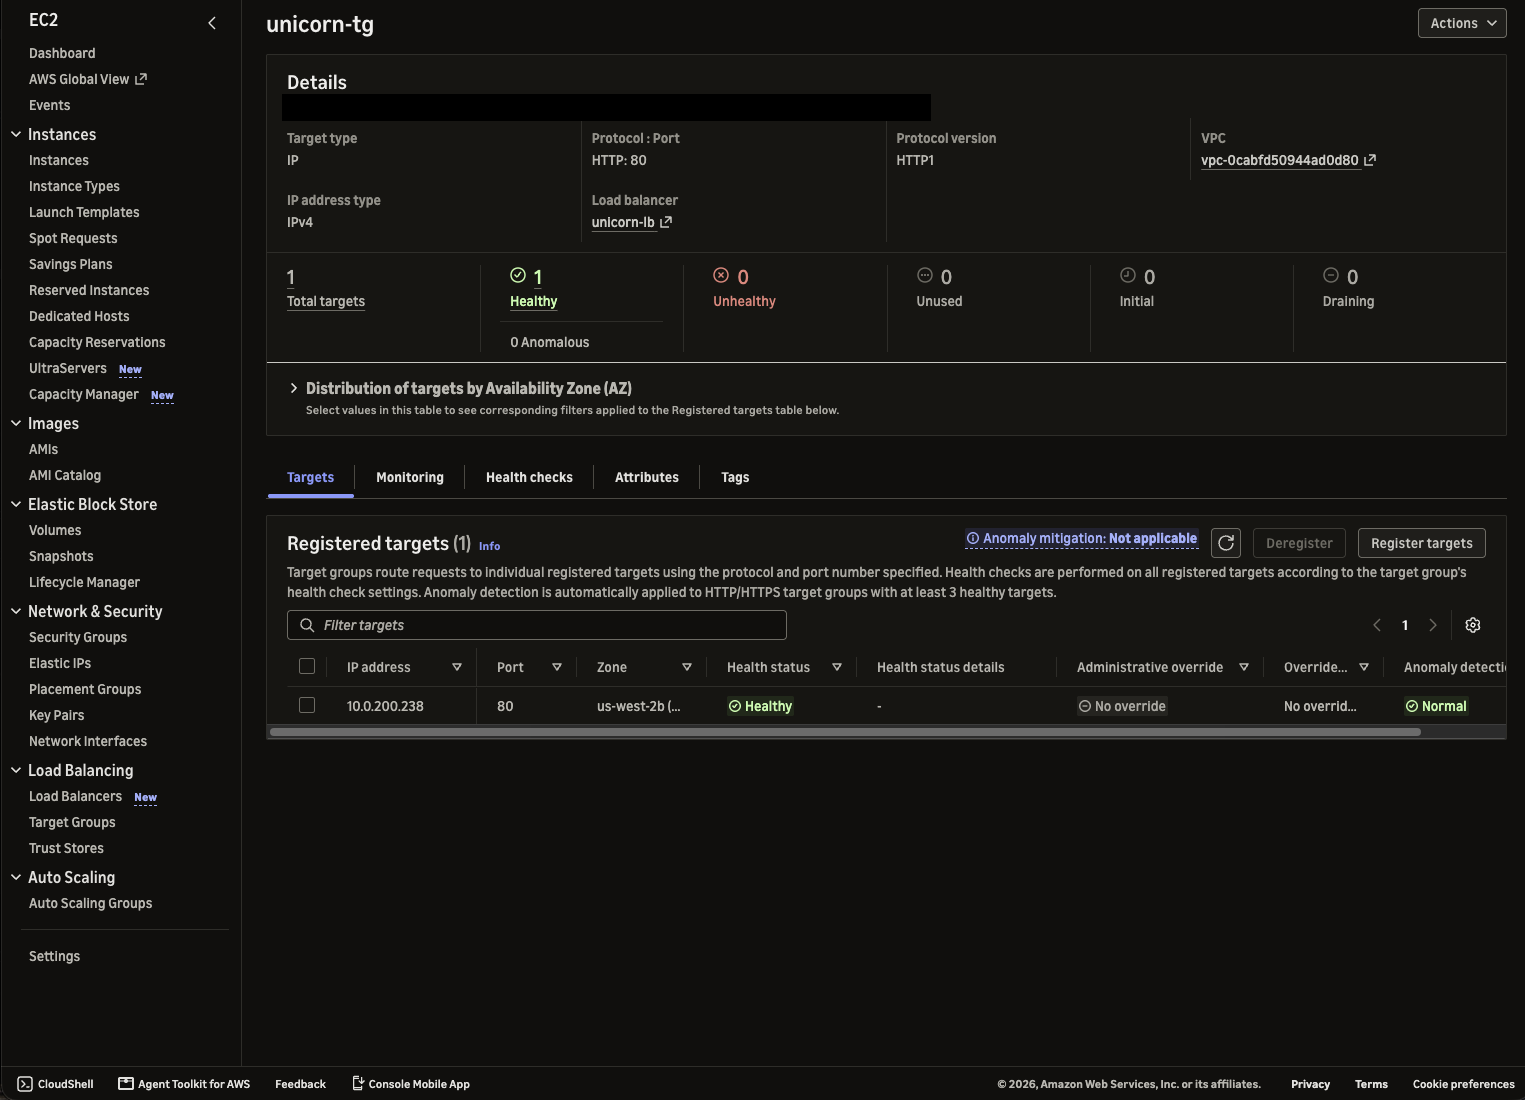 EC2
Dashboard
AWS Global View
Events
Instances
Instances
Instance Types
Launch Templates
Spot Requests
Savings Plans
Reserved Instances
Dedicated Hosts
Capacity Reservations
UltraServers New
Capacity Manager New
Images
AMIs
AMI Catalog
Elastic Block Store
Volumes
Snapshots
Lifecycle Manager
Network & Security
Security Groups
Elastic IPs
Placement Groups
Key Pairs
Network Interfaces
Load Balancing
Load Balancers New
Target Groups
Trust Stores
Auto Scaling
Auto Scaling Groups
Settings
unicorn-tg
Actions
Details
Target type
IP
Protocol : Port
HTTP: 80
Protocol version
HTTP1
VPC
vpc-0cabfd50944ad0d80
IP address type
IPv4
Load balancer
unicorn-lb
1
Total targets
1
Healthy
0 Anomalous
0
Unhealthy
0
Unused
0
Initial
0
Draining
Distribution of targets by Availability Zone (AZ)
Select values in this table to see corresponding filters applied to the Registered targets table below.
Targets Monitoring Health checks Attributes Tags
Registered targets (1) Info
Anomaly mitigation: Not applicable
Deregister
Register targets
Target groups route requests to individual registered targets using the protocol and port number specified. Health checks are performed on all registered targets according to the target group's
health check settings. Anomaly detection is automatically applied to HTTP/HTTPS target groups with at least 3 healthy targets.
Filter targets
1
IP address Port Zone Health status Health status details Administrative override Override... Anomaly detecti
10.0.200.238 80 us-west-2b (... Healthy - No override No overrid... Normal
CloudShell Agent Toolkit for AWS Feedback Console Mobile App © 2026, Amazon Web Services, Inc. or its affiliates. Privacy Terms Cookie preferences